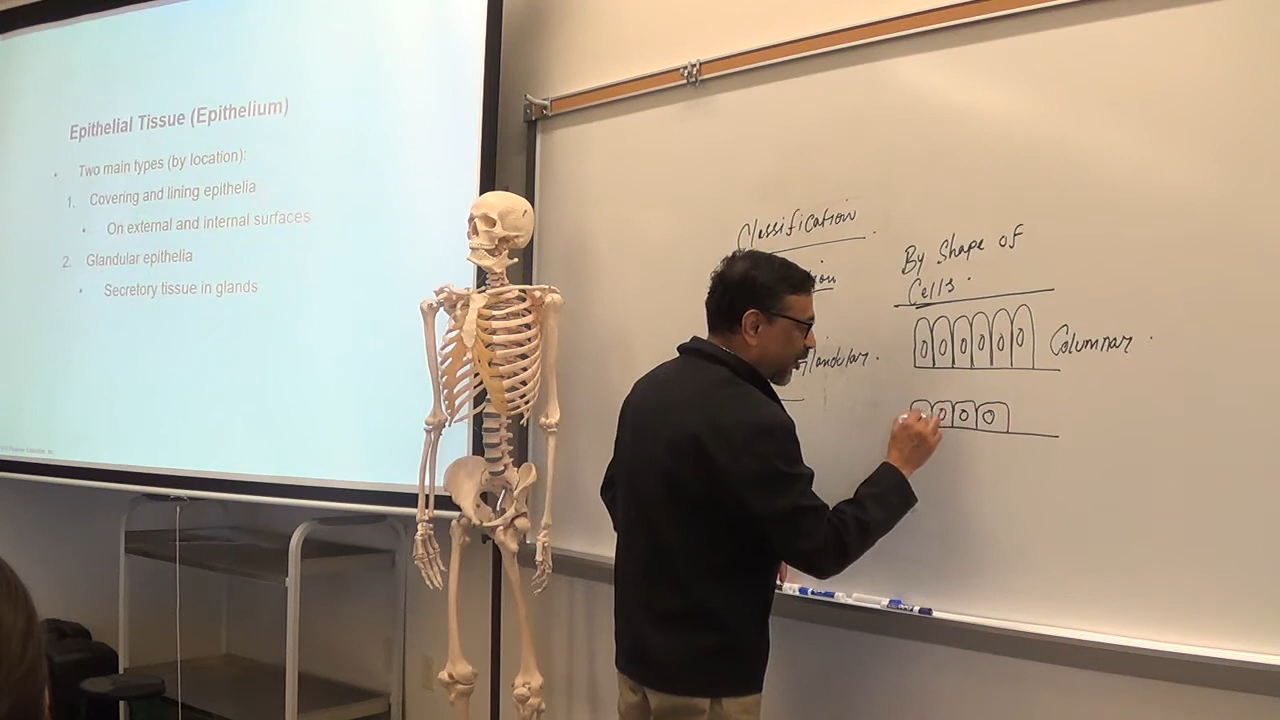 Epithelial Tissue (Epithelium)
• Two main types (by location):
1. Covering and lining epithelia
• On external and internal surfaces
2. Glandular epithelia
• Secretory tissue in glands
Classification
By Shape of
Cells.
Columnar.